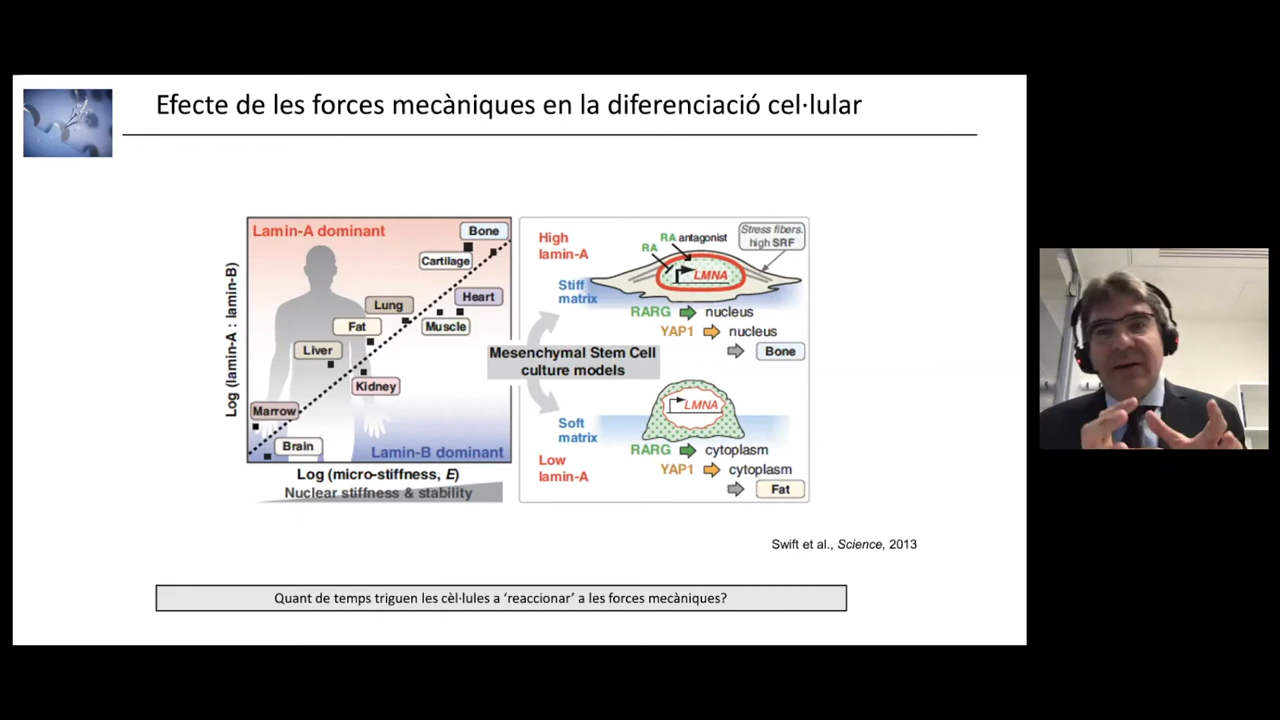 Efecte de les forces mecàniques en la diferenciació cel·lular
Lamin-A dominant
Bone
Cartilage
Heart
Lung
Muscle
Fat
Liver
Kidney
Marrow
Brain
Lamin-B dominant
Log (lamin-A : lamin-B)
Log (micro-stiffness, E)
Nuclear stiffness & stability
Mesenchymal Stem Cell
culture models
High
lamin-A
RA
RA antagonist
Stress fibers,
high SRF
LMNA
Stiff
matrix
RARG nucleus
YAP1 nucleus
Bone
LMNA
Soft
matrix
Low
lamin-A
RARG cytoplasm
YAP1 cytoplasm
Fat
Swift et al., Science, 2013
Quant de temps triguen les cèl·lules a ‘reaccionar’ a les forces mecàniques?